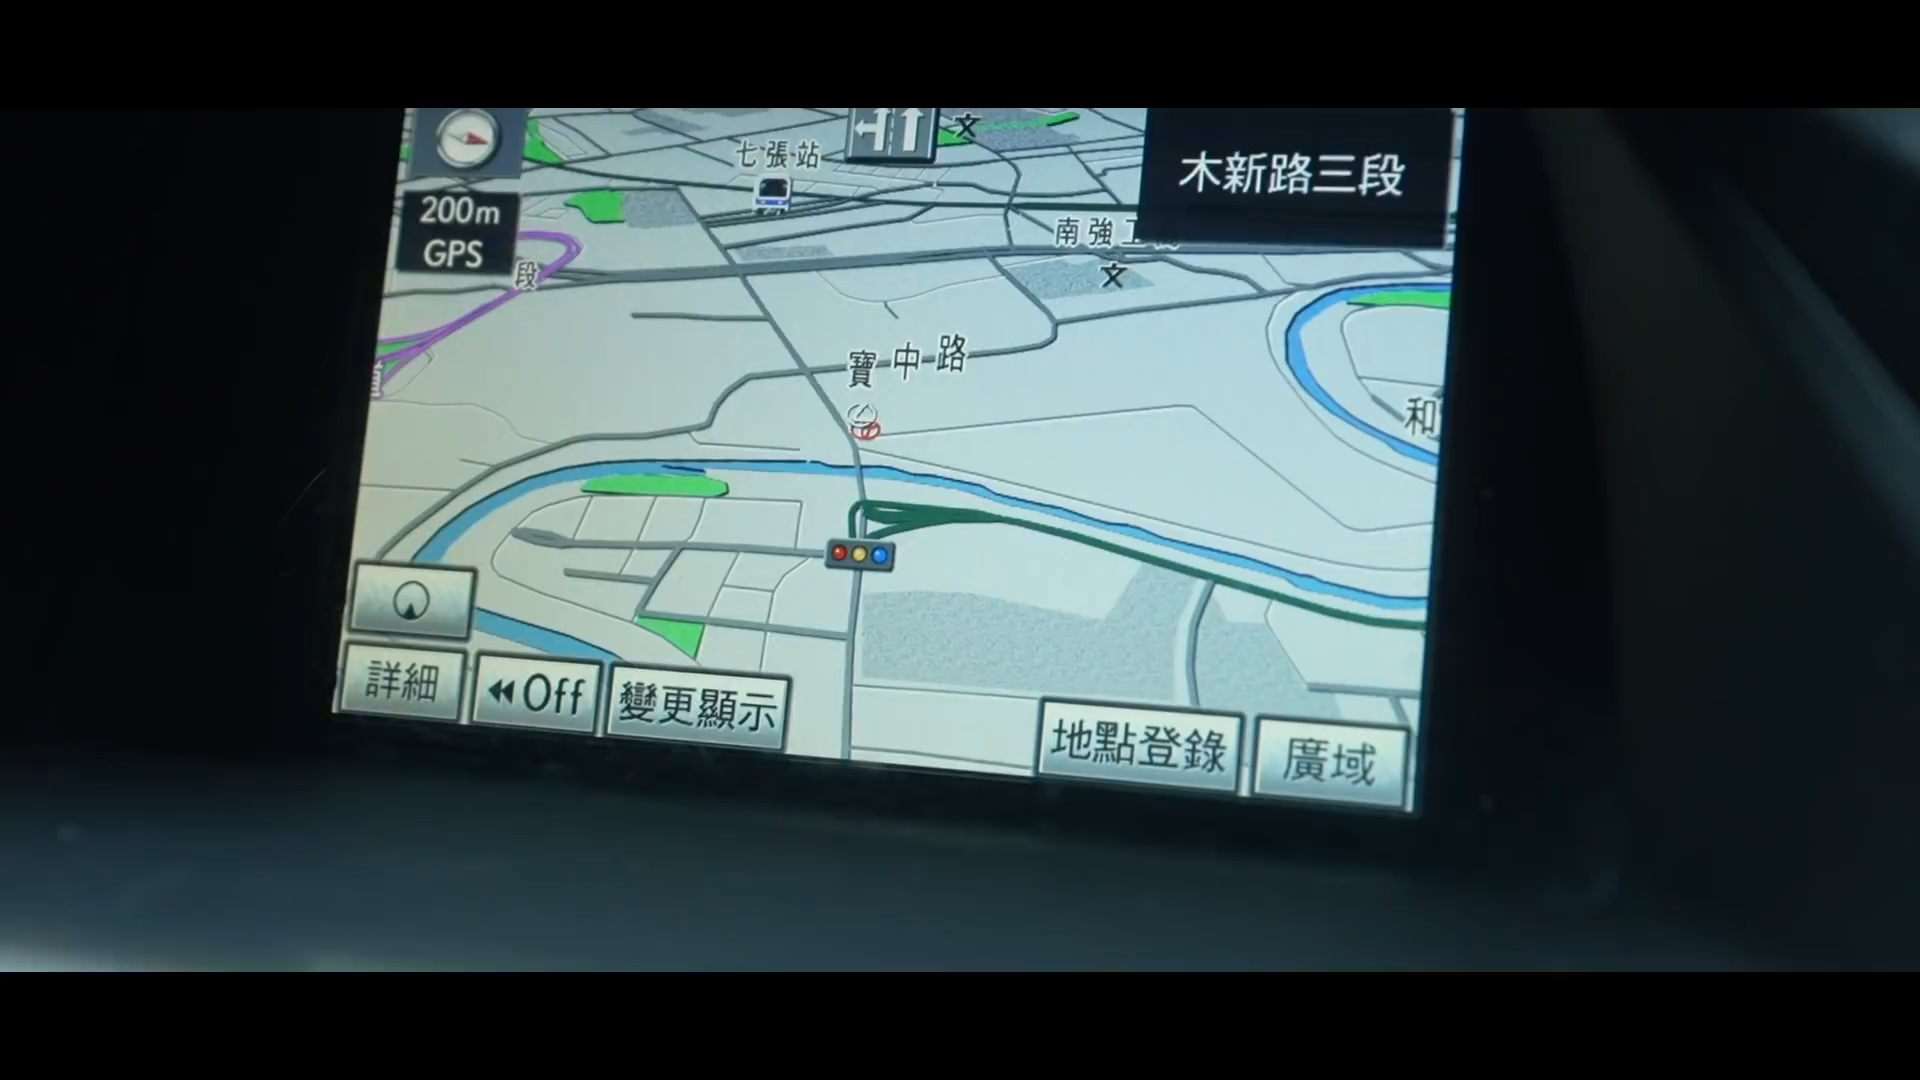 七張站
木新路三段
200m
GPS
南強工商
段
寶中路
和
詳細
Off
變更顯示
地點登錄
廣域